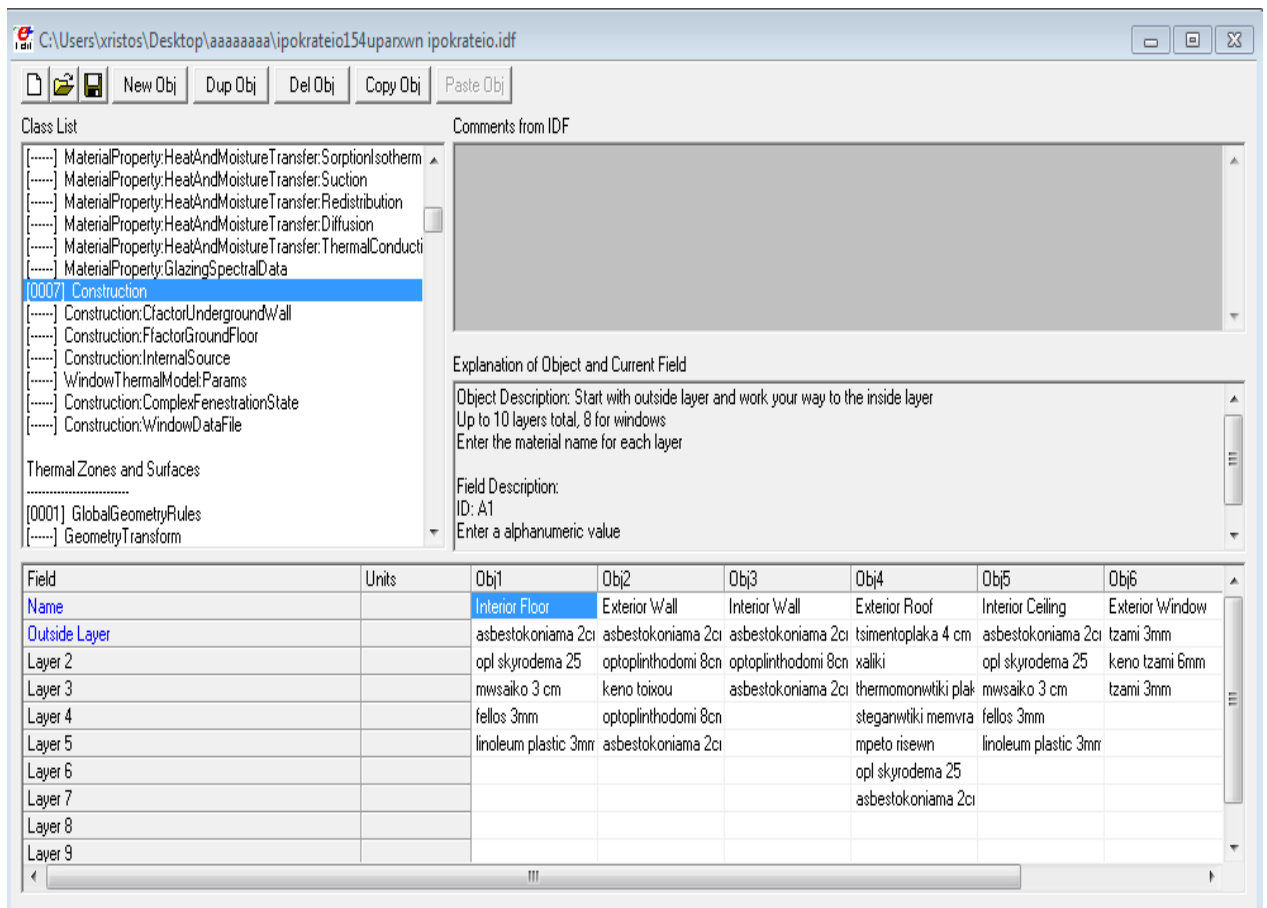 C:\Users\xristos\Desktop\aaaaaaaa\ipokrateio154uparxwn ipokrateio.idf
New Obj Dup Obj Del Obj Copy Obj Paste Obj
Class List
[------] MaterialProperty:HeatAndMoistureTransfer:SorptionIsotherm
[------] MaterialProperty:HeatAndMoistureTransfer:Suction
[------] MaterialProperty:HeatAndMoistureTransfer:Redistribution
[------] MaterialProperty:HeatAndMoistureTransfer:Diffusion
[------] MaterialProperty:HeatAndMoistureTransfer:ThermalConducti
[------] MaterialProperty:GlazingSpectralData
[0007] Construction
[------] Construction:CfactorUndergroundWall
[------] Construction:FfactorGroundFloor
[------] Construction:InternalSource
[------] WindowThermalModel:Params
[------] Construction:ComplexFenestrationState
[------] Construction:WindowDataFile
Thermal Zones and Surfaces
----------------------------
[0001] GlobalGeometryRules
[------] GeometryTransform
Comments from IDF
Explanation of Object and Current Field
Object Description: Start with outside layer and work your way to the inside layer
Up to 10 layers total, 8 for windows
Enter the material name for each layer
Field Description:
ID: A1
Enter a alphanumeric value
Field Units Obj1 Obj2 Obj3 Obj4 Obj5 Obj6
Name Interior Floor Exterior Wall Interior Wall Exterior Roof Interior Ceiling Exterior Window
Outside Layer asbestokoniama 2c asbestokoniama 2c asbestokoniama 2c tsimentoplaka 4 cm asbestokoniama 2c tzami 3mm
Layer 2 opl skyrodema 25 optoplinthodomi 8cm optoplinthodomi 8cm xaliki opl skyrodema 25 keno tzami 6mm
Layer 3 mwsaiko 3 cm keno toixou asbestokoniama 2c thermomonwtiki plak mwsaiko 3 cm tzami 3mm
Layer 4 fellos 3mm optoplinthodomi 8cm steganwtiki memvra fellos 3mm
Layer 5 linoleum plastic 3mm asbestokoniama 2c mpeto risewn linoleum plastic 3mm
Layer 6 opl skyrodema 25
Layer 7 asbestokoniama 2c
Layer 8
Layer 9